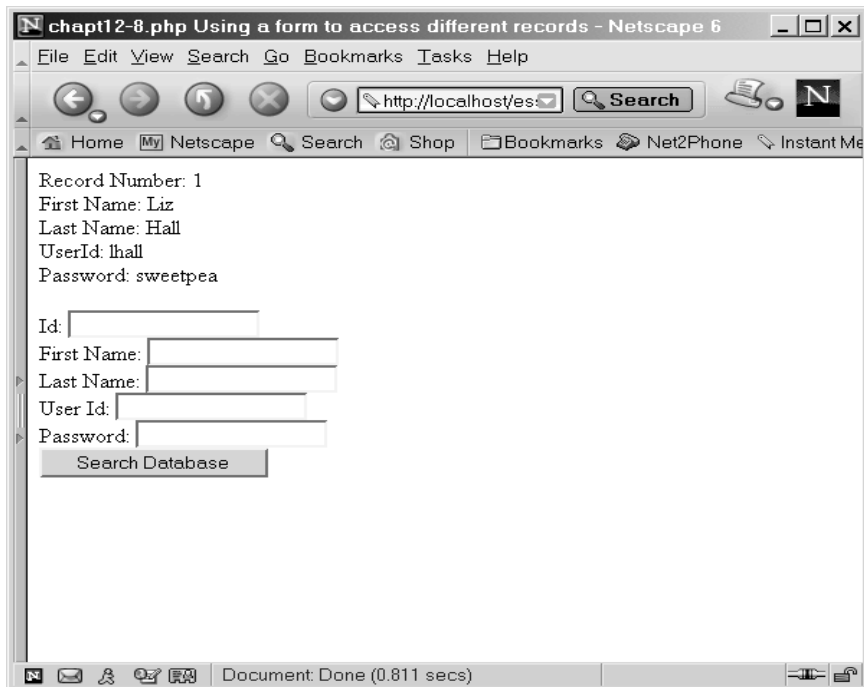 N chapt12-8.php Using a form to access different records - Netscape 6
File Edit View Search Go Bookmarks Tasks Help
http://localhost/es Search N
Home My Netscape Search Shop Bookmarks Net2Phone Instant Me
Record Number: 1
First Name: Liz
Last Name: Hall
UserId: lhall
Password: sweetpea
Id:
First Name:
Last Name:
User Id:
Password:
Search Database
N Document: Done (0.811 secs)